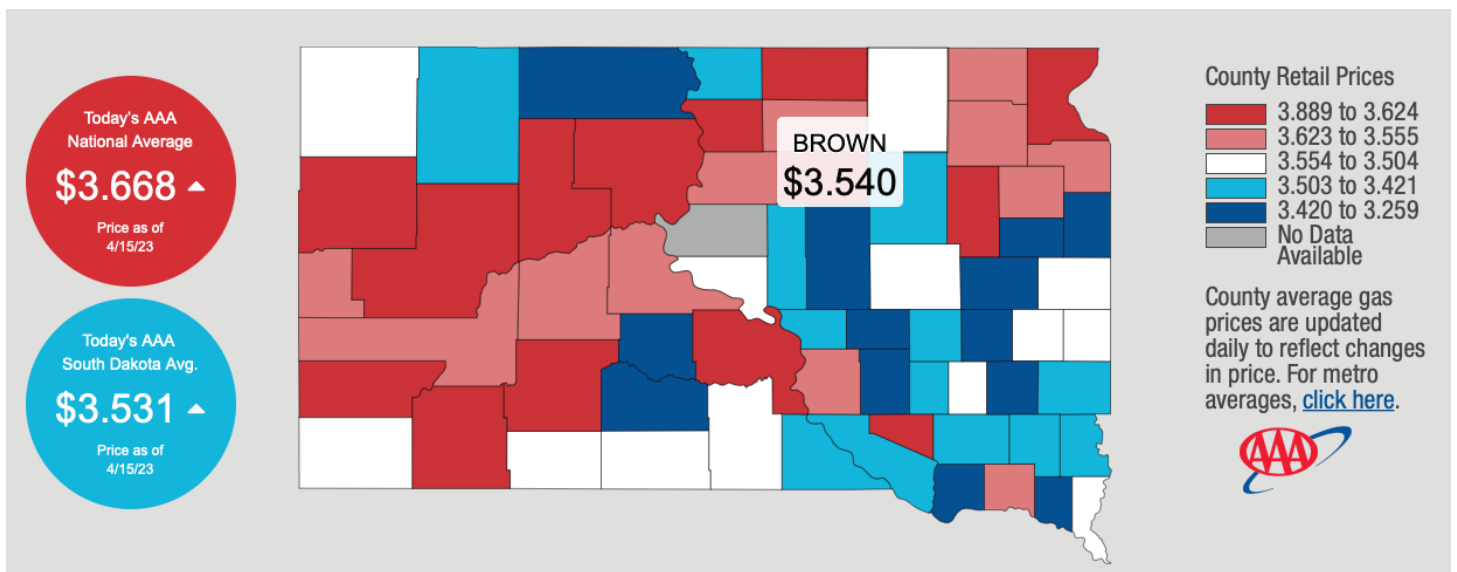 Today's AAA
National Average
$3.668
Price as of
4/15/23
Today's AAA
South Dakota Avg.
$3.531
Price as of
4/15/23
BROWN
$3.540
County Retail Prices
3.889 to 3.624
3.623 to 3.555
3.554 to 3.504
3.503 to 3.421
3.420 to 3.259
No Data
Available
County average gas
prices are updated
daily to reflect changes
in price. For metro
averages, click here.
AAA